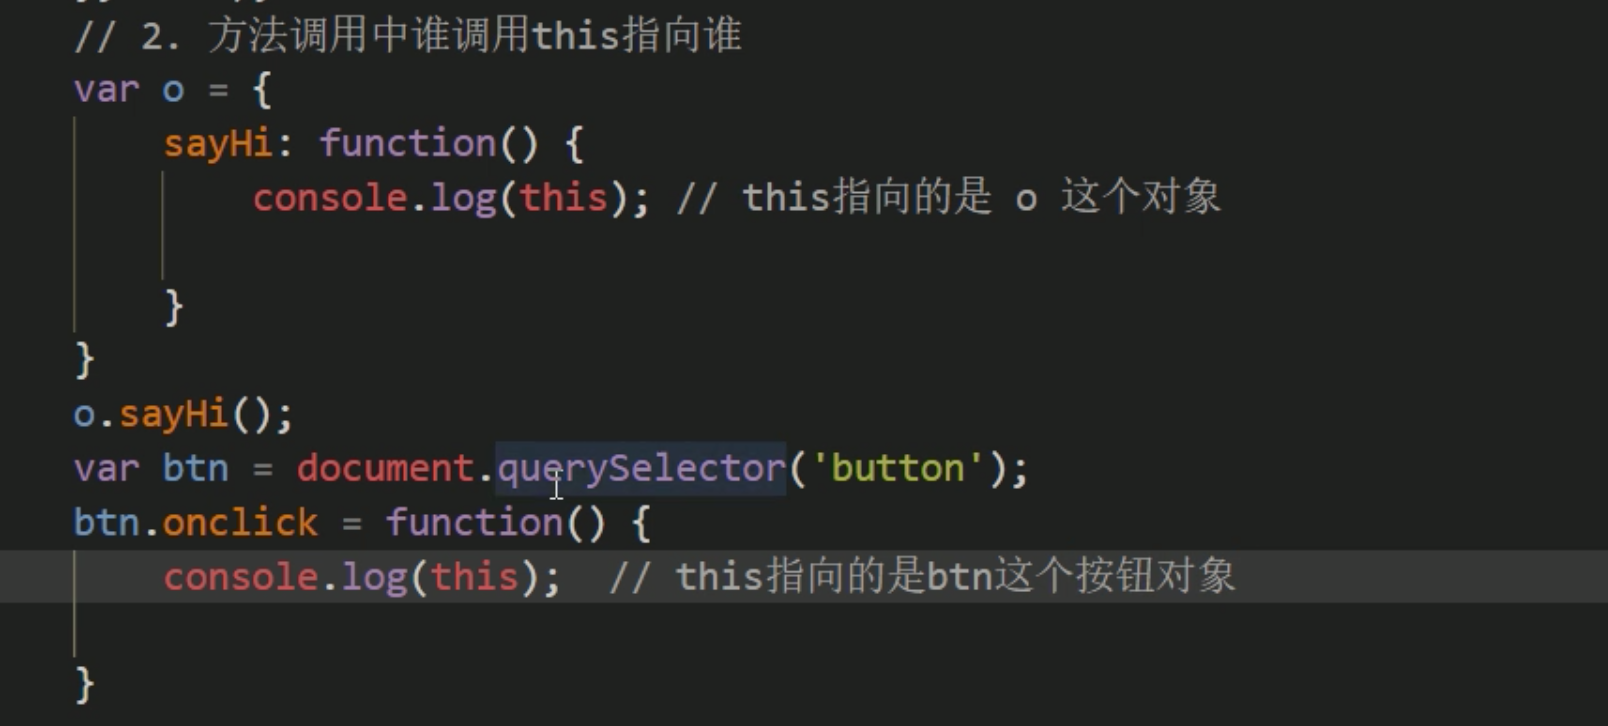 // 2. 方法调用中谁调用this指向谁
var o = {
sayHi: function() {
console.log(this); // this指向的是 o 这个对象
}
}
o.sayHi();
var btn = document.querySelector('button');
btn.onclick = function() {
console.log(this);  // this指向的是btn这个按钮对象
}